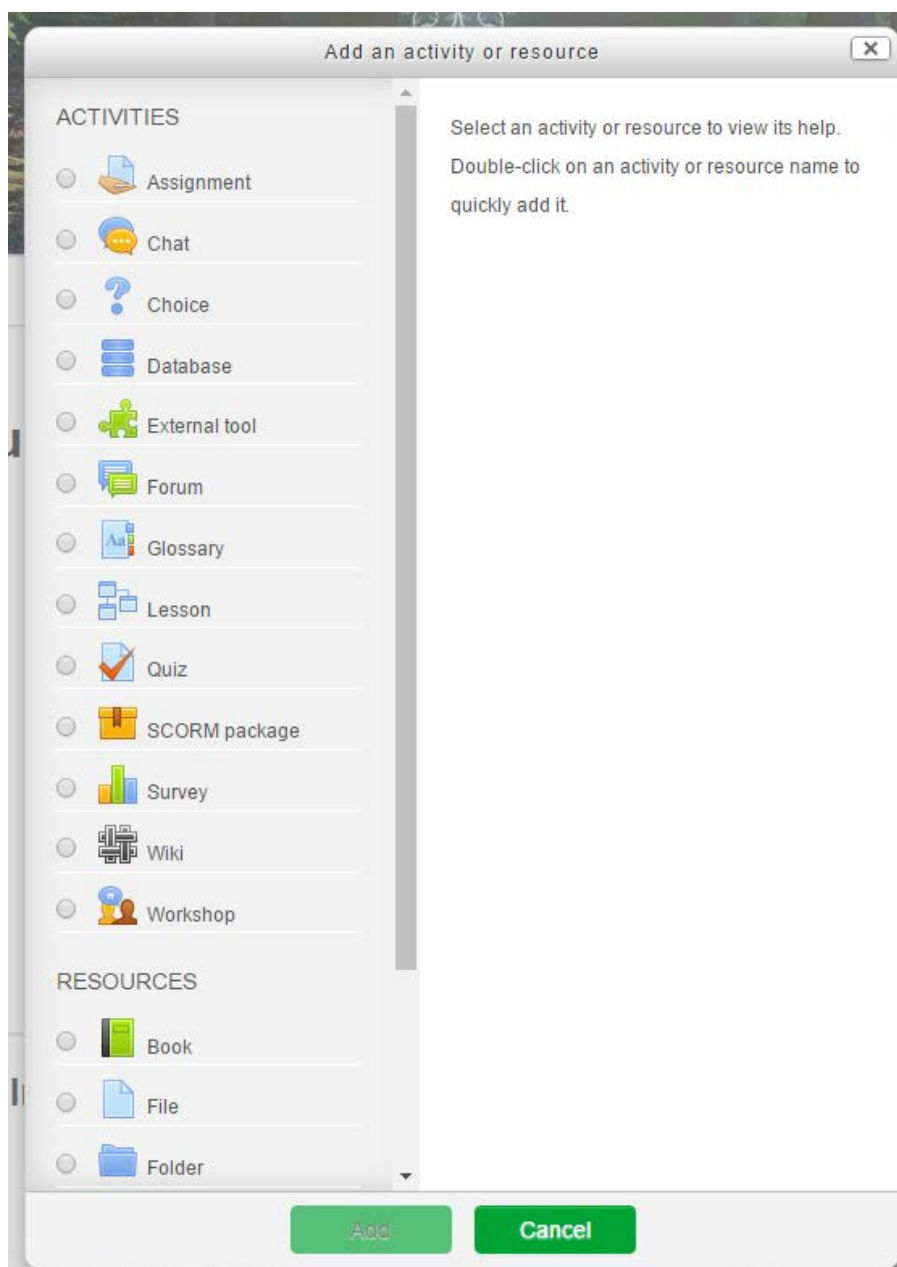 Add an activity or resource
ACTIVITIES
Assignment
Chat
Choice
Database
External tool
Forum
Glossary
Lesson
Quiz
SCORM package
Survey
Wiki
Workshop
RESOURCES
Book
File
Folder
Select an activity or resource to view its help.
Double-click on an activity or resource name to
quickly add it.
Add
Cancel